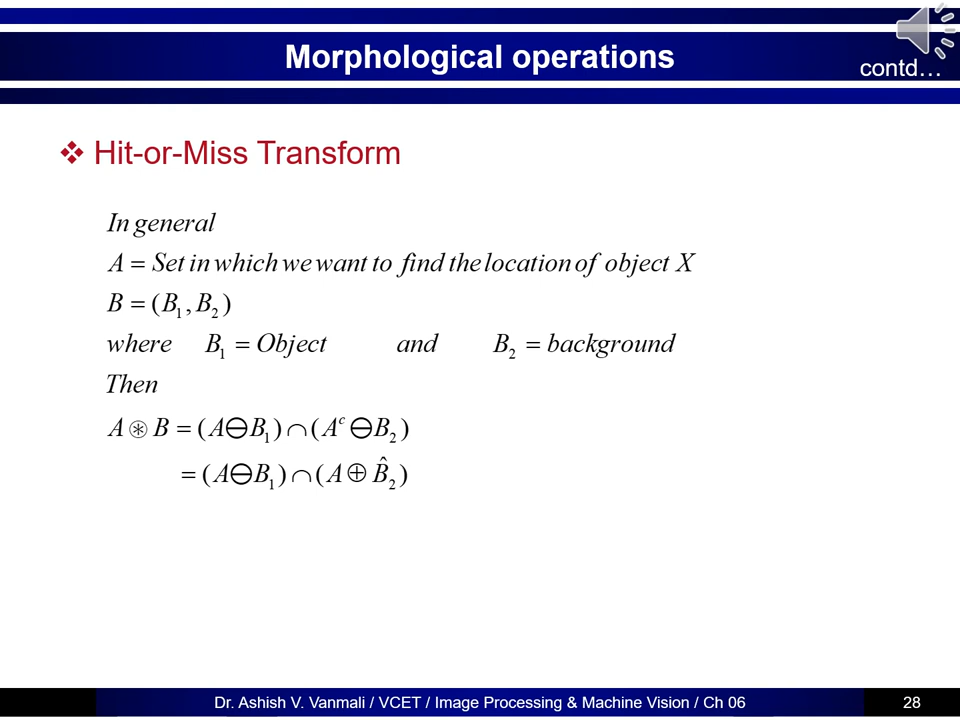 Morphological operations
contd…
❖ Hit-or-Miss Transform
In general
A = Set in which we want to find the location of object X
B = (B₁, B₂)
where B₁ = Object and B₂ = background
Then
A ⊛ B = (A⊖B₁) ∩ (Aᶜ ⊖B₂)
= (A⊖B₁) ∩ (A ⊕ B̂₂)
Dr. Ashish V. Vanmali / VCET / Image Processing & Machine Vision / Ch 06
28